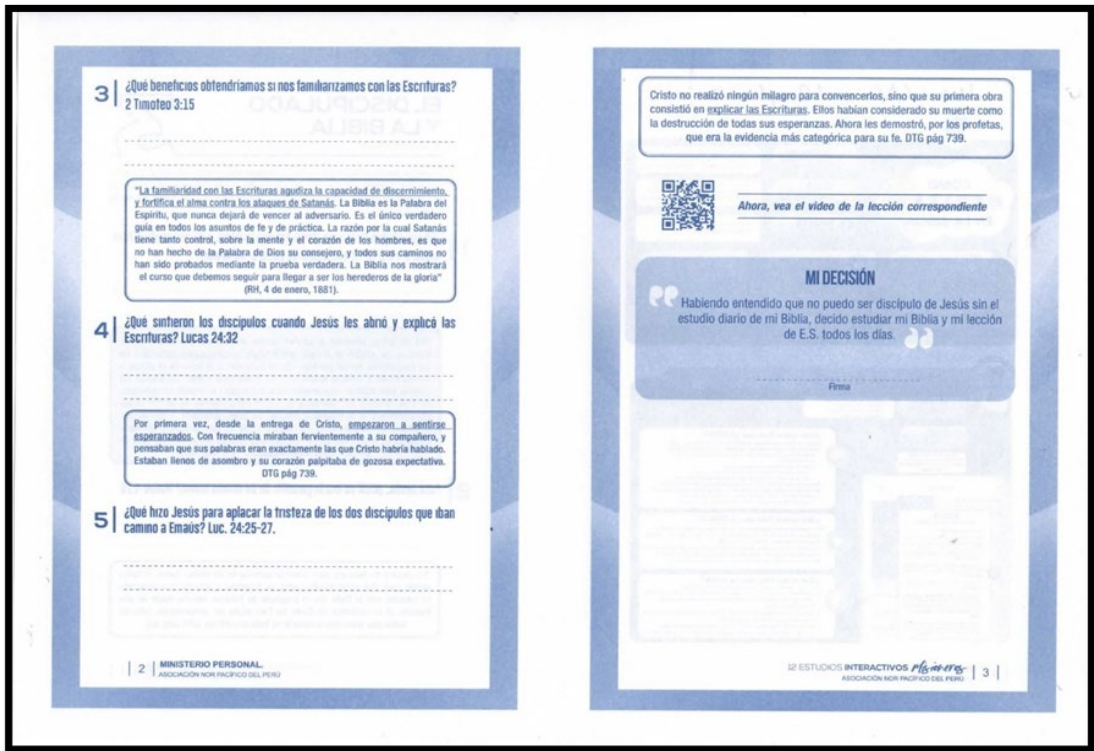 3
¿Qué beneficios obtendríamos si nos familiarizamos con las Escrituras?
2 Timoteo 3:15
"La familiaridad con las Escrituras agudiza la capacidad de discernimiento,
y fortifica el alma contra los ataques de Satanás. La Biblia es la Palabra del
Espíritu, que nunca dejará de vencer al adversario. Es el único verdadero
guía en todos los asuntos de fe y de práctica. La razón por la cual Satanás
tiene tanto control, sobre la mente y el corazón de los hombres, es que
no han hecho de la Palabra de Dios su consejero, y todos sus caminos no
han sido probados mediante la prueba verdadera. La Biblia nos mostrará
el curso que debemos seguir para llegar a ser los herederos de la gloria"
(RH, 4 de enero, 1881).
4
¿Qué sintieron los discípulos cuando Jesús les abrió y explicó las
Escrituras? Lucas 24:32
Por primera vez, desde la entrega de Cristo, empezaron a sentirse
esperanzados. Con frecuencia miraban fervientemente a su compañero, y
pensaban que sus palabras eran exactamente las que Cristo habría hablado.
Estaban llenos de asombro y su corazón palpitaba de gozosa expectativa.
DTG pág 739.
5
¿Qué hizo Jesús para aplacar la tristeza de los dos discípulos que iban
camino a Emaús? Luc. 24:25-27.
2
MINISTERIO PERSONAL.
ASOCIACIÓN NOR PACÍFICO DEL PERÚ
Cristo no realizó ningún milagro para convencerlos, sino que su primera obra
consistió en explicar las Escrituras. Ellos habían considerado su muerte como
la destrucción de todas sus esperanzas. Ahora les demostró, por los profetas,
que era la evidencia más categórica para su fe. DTG pág 739.
Ahora, vea el video de la lección correspondiente
MI DECISIÓN
Habiendo entendido que no puedo ser discípulo de Jesús sin el
estudio diario de mi Biblia, decido estudiar mi Biblia y mi lección
de E.S. todos los días.
Firma
12 ESTUDIOS INTERACTIVOS
ASOCIACIÓN NOR PACÍFICO DEL PERÚ
3